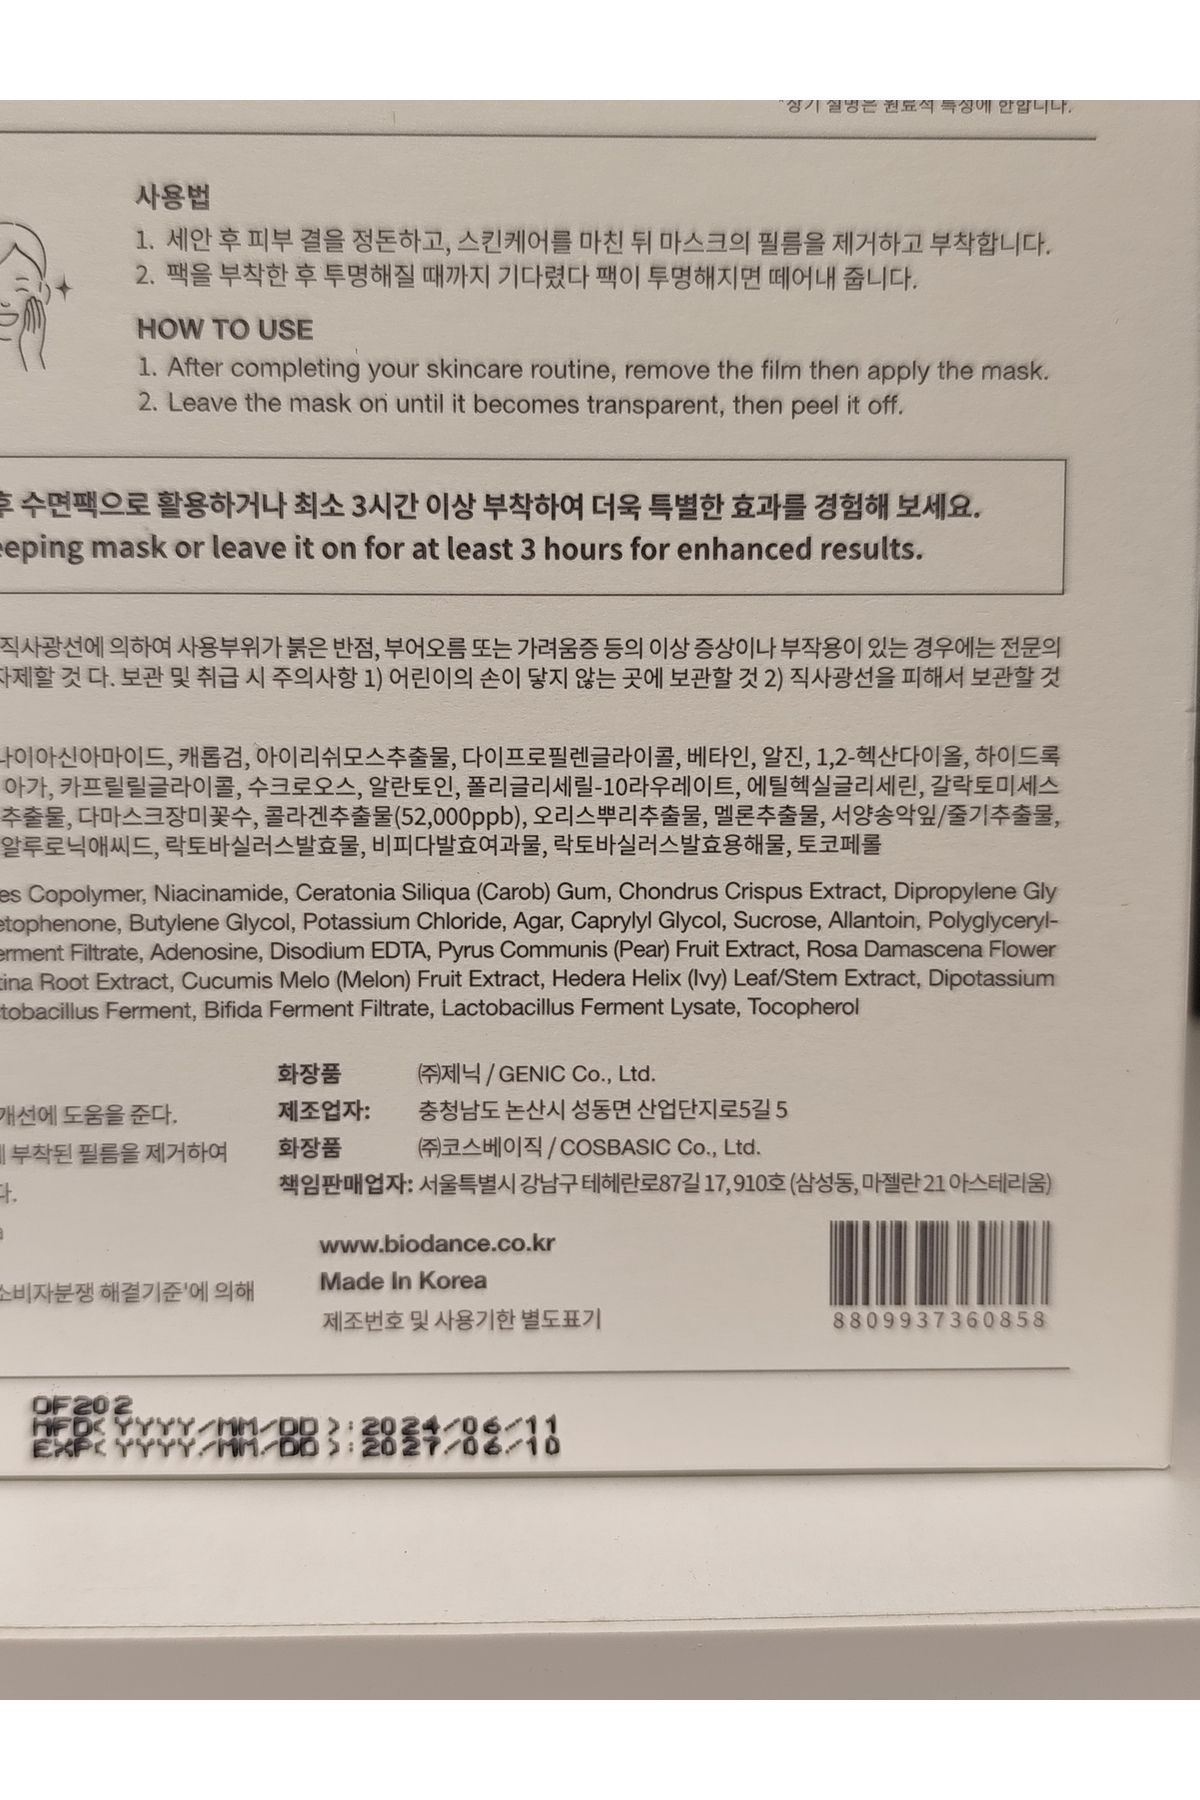 *상기 설명은 원료적 특성에 한합니다.
사용법
1. 세안 후 피부 결을 정돈하고, 스킨케어를 마친 뒤 마스크의 필름을 제거하고 부착합니다.
2. 팩을 부착한 후 투명해질 때까지 기다렸다 팩이 투명해지면 떼어내 줍니다.
HOW TO USE
1. After completing your skincare routine, remove the film then apply the mask.
2. Leave the mask on until it becomes transparent, then peel it off.
후 수면팩으로 활용하거나 최소 3시간 이상 부착하여 더욱 특별한 효과를 경험해 보세요.
eeping mask or leave it on for at least 3 hours for enhanced results.
직사광선에 의하여 사용부위가 붉은 반점, 부어오름 또는 가려움증 등의 이상 증상이나 부작용이 있는 경우에는 전문의
자제할 것 다. 보관 및 취급 시 주의사항 1) 어린이의 손이 닿지 않는 곳에 보관할 것 2) 직사광선을 피해서 보관할 것
나이아신아마이드, 캐롭검, 아이리쉬모스추출물, 다이프로필렌글라이콜, 베타인, 알진, 1,2-헥산다이올, 하이드록
아가, 카프릴릴글라이콜, 수크로오스, 알란토인, 폴리글리세릴-10라우레이트, 에틸헥실글리세린, 갈락토미세스
추출물, 다마스크장미꽃수, 콜라겐추출물(52,000ppb), 오리스뿌리추출물, 멜론추출물, 서양송악잎/줄기추출물,
알루로닉애씨드, 락토바실러스발효물, 비피다발효여과물, 락토바실러스발효용해물, 토코페롤
es Copolymer, Niacinamide, Ceratonia Siliqua (Carob) Gum, Chondrus Crispus Extract, Dipropylene Gly
etophenone, Butylene Glycol, Potassium Chloride, Agar, Caprylyl Glycol, Sucrose, Allantoin, Polyglyceryl-
erment Filtrate, Adenosine, Disodium EDTA, Pyrus Communis (Pear) Fruit Extract, Rosa Damascena Flower
tina Root Extract, Cucumis Melo (Melon) Fruit Extract, Hedera Helix (Ivy) Leaf/Stem Extract, Dipotassium
tobacillus Ferment, Bifida Ferment Filtrate, Lactobacillus Ferment Lysate, Tocopherol
화장품 ㈜제닉 / GENIC Co., Ltd.
개선에 도움을 준다.
제조업자: 충청남도 논산시 성동면 산업단지로5길 5
부착된 필름을 제거하여
화장품 ㈜코스베이직 / COSBASIC Co., Ltd.
다.
책임판매업자: 서울특별시 강남구 테헤란로87길 17, 910호 (삼성동, 마젤란 21 아스테리움)
www.biodance.co.kr
Made In Korea
소비자분쟁 해결기준'에 의해
제조번호 및 사용기한 별도표기
8809937360858
OF202
MFD(YYYY/MM/DD):2024/06/11
EXP(YYYY/MM/DD):2027/06/10